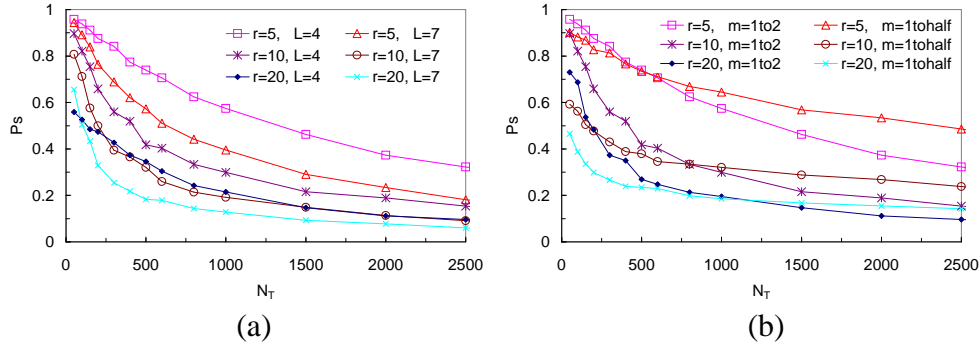 1
0.8
0.6
0.4
0.2
0
Ps
r=5, L=4
r=5, L=7
r=10, L=4
r=10, L=7
r=20, L=4
r=20, L=7
0 500 1000 1500 2000 2500
N_T
(a)
1
0.8
0.6
0.4
0.2
0
r=5, m=1to2
r=5, m=1tohalf
r=10, m=1to2
r=10, m=1tohalf
r=20, m=1to2
r=20, m=1tohalf
0 500 1000 1500 2000 2500
N_T
(b)